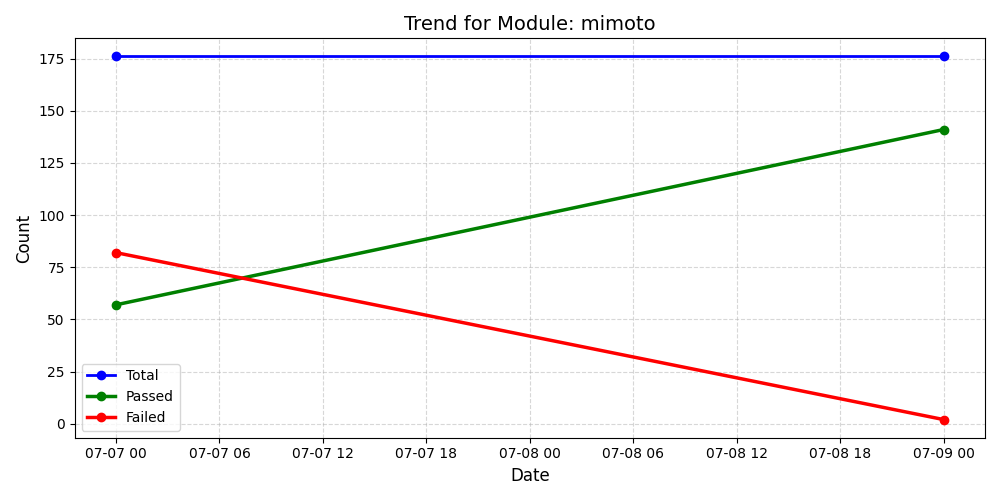 Trend for Module: mimoto
Count
175
150
125
100
75
50
25
0
Total
Passed
Failed
07-07 00 07-07 06 07-07 12 07-07 18 07-08 00 07-08 06 07-08 12 07-08 18 07-09 00
Date